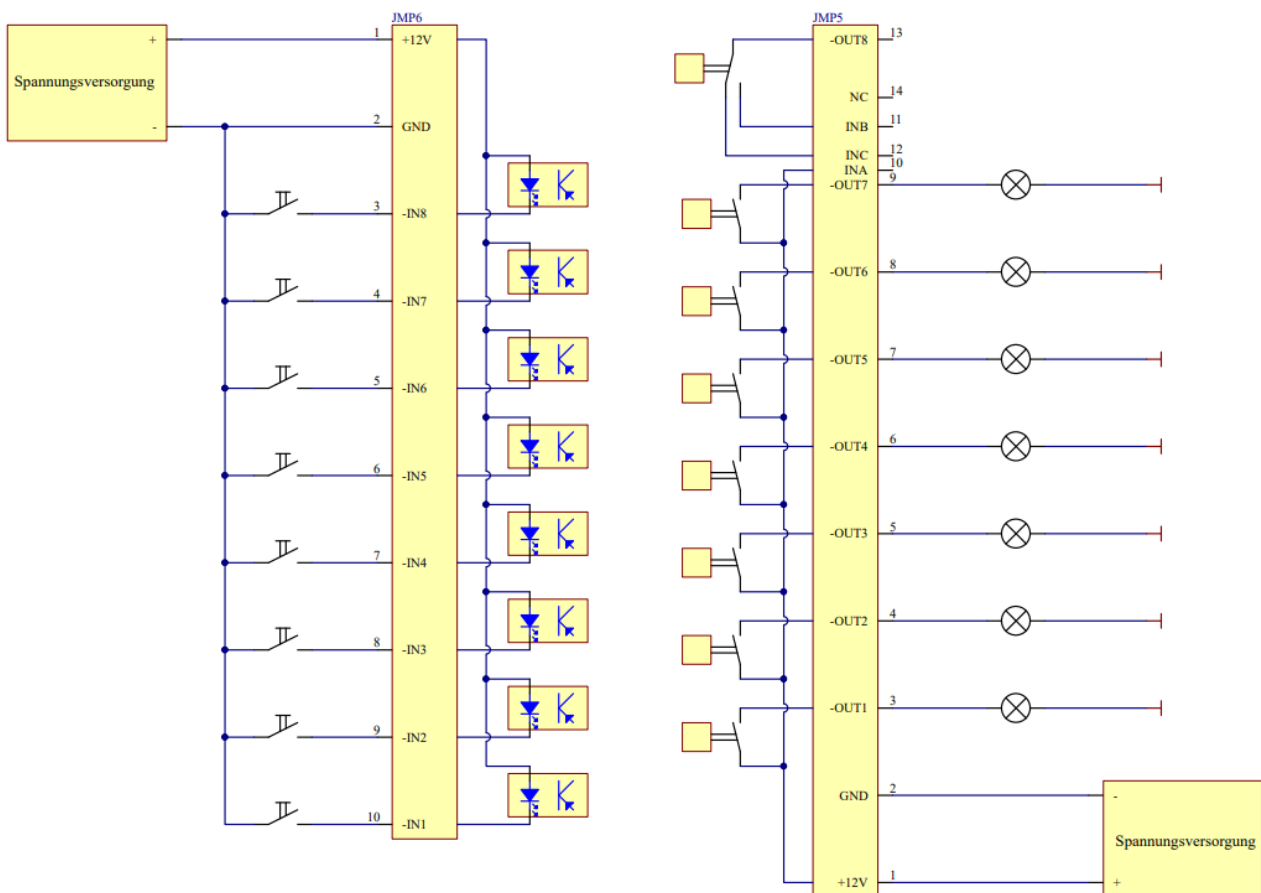 JMP6
1
+12V
+
Spannungsversorgung
-
2
GND
3
-IN8
4
-IN7
5
-IN6
6
-IN5
7
-IN4
8
-IN3
9
-IN2
10
-IN1
JMP5
-OUT8
13
NC
14
INB
11
INC
12
INA
10
-OUT7
9
-OUT6
8
-OUT5
7
-OUT4
6
-OUT3
5
-OUT2
4
-OUT1
3
GND
2
-
Spannungsversorgung
+12V
1
+